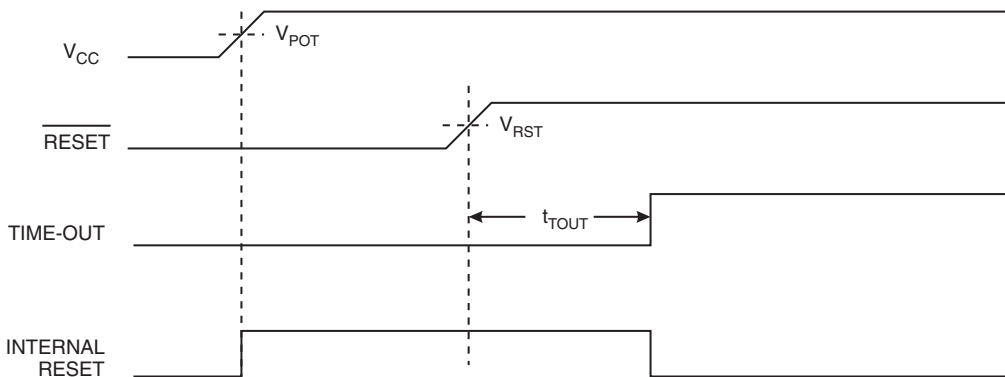 V_CC
V_POT
RESET
V_RST
t_TOUT
TIME-OUT
INTERNAL
RESET